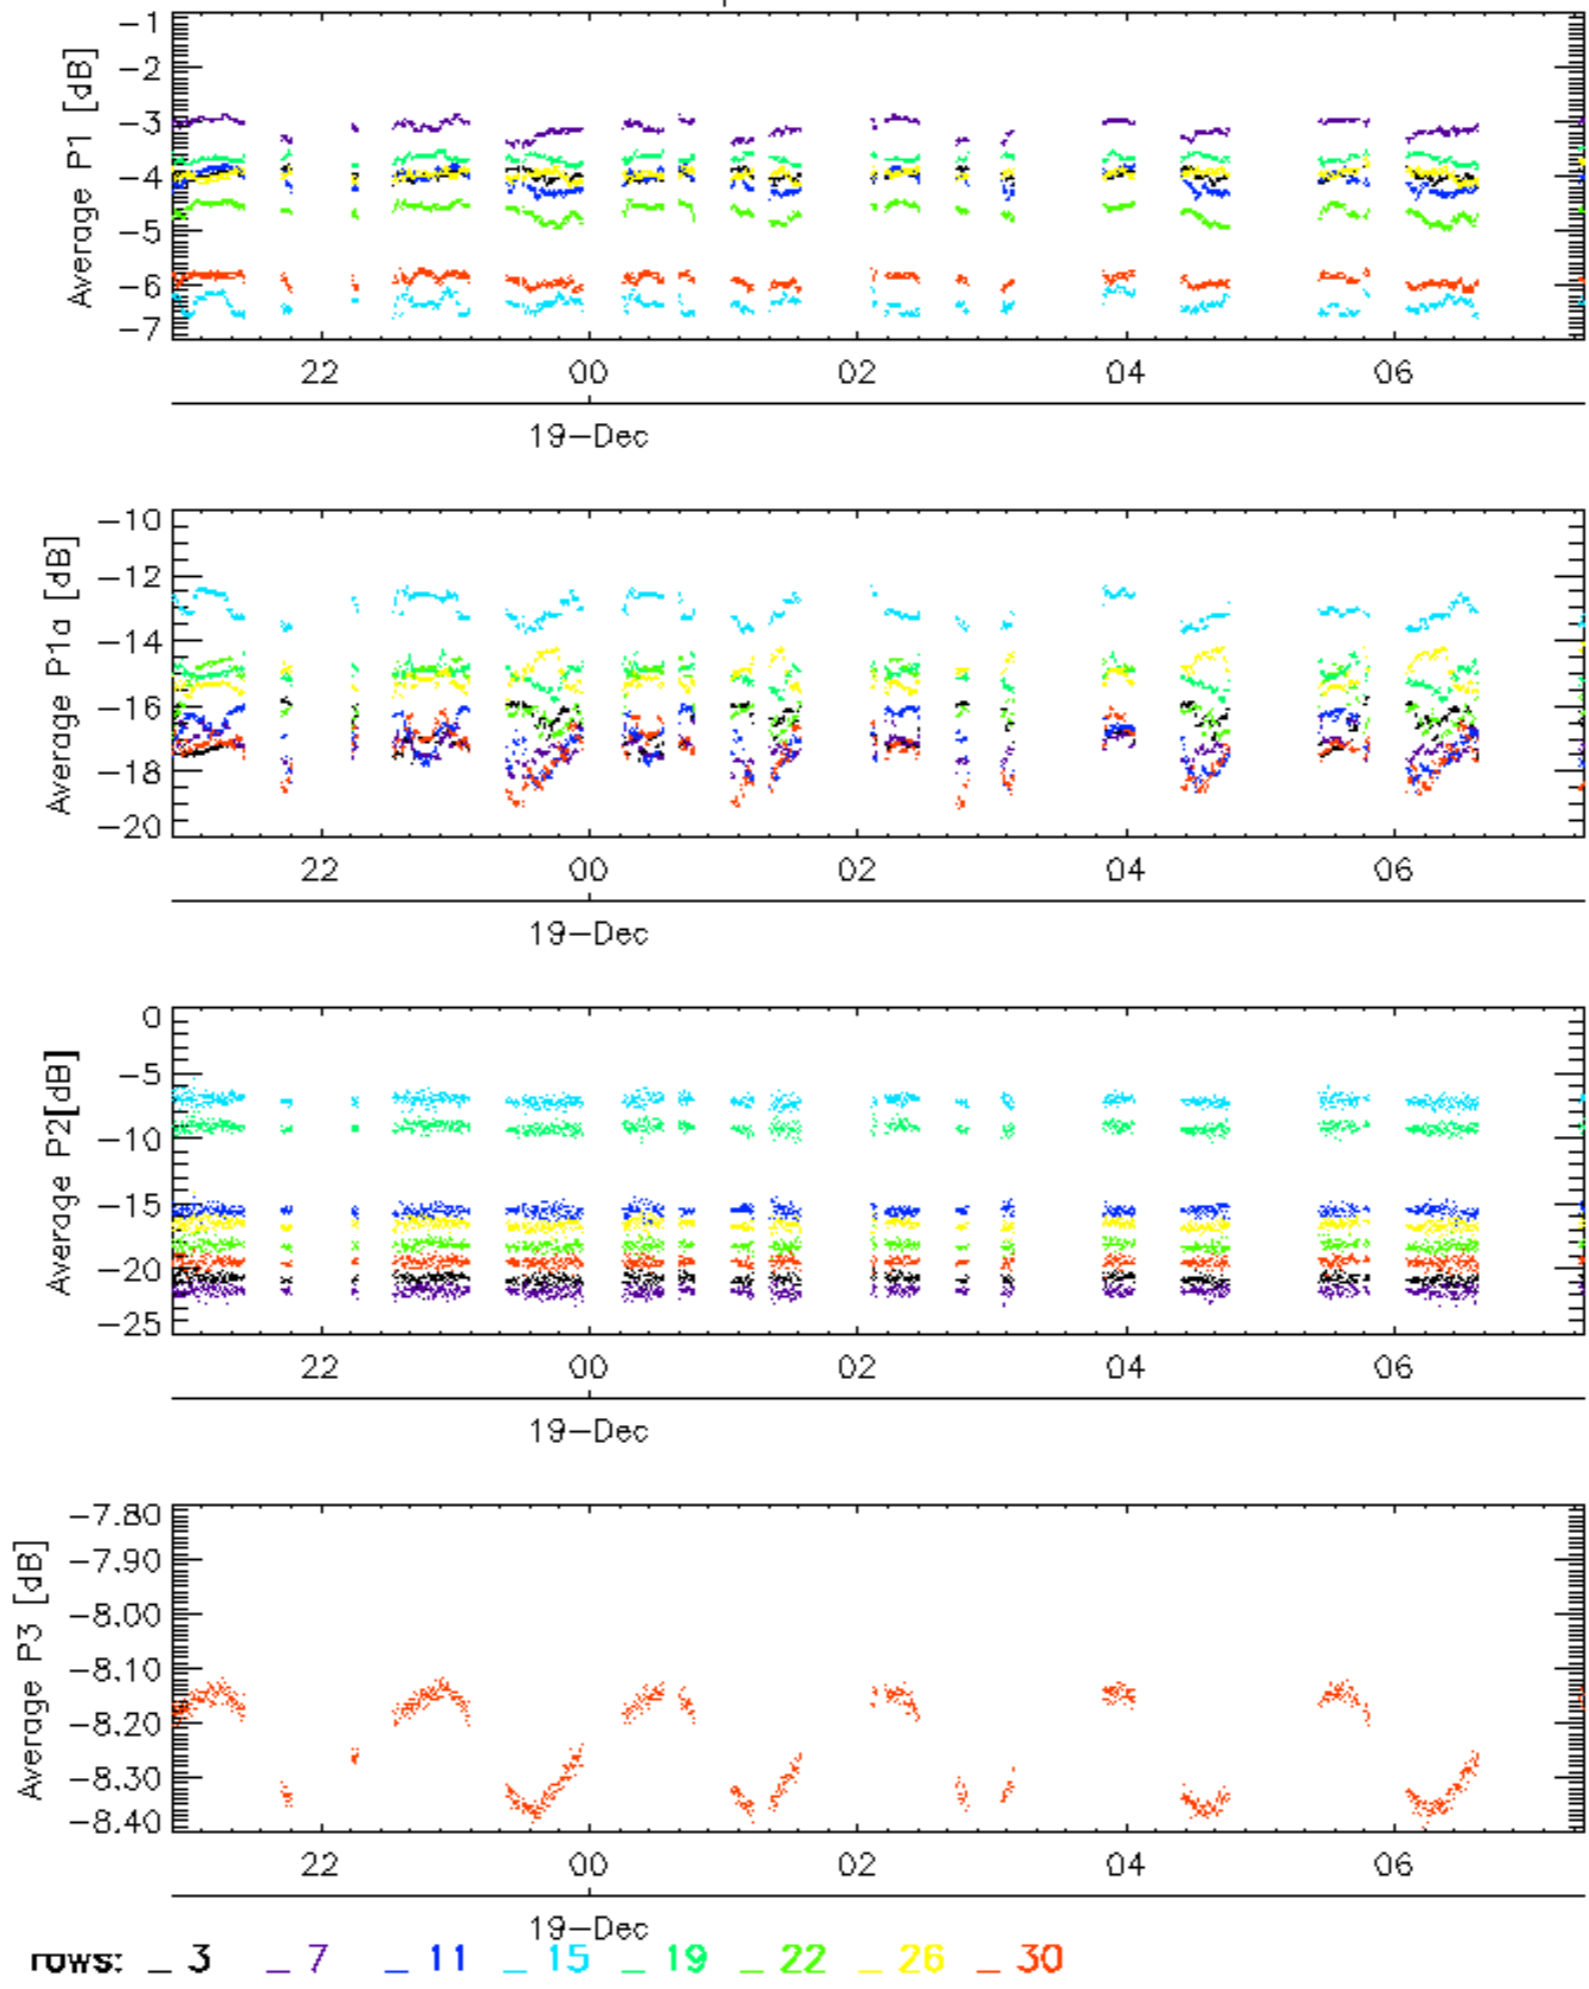 Average P1 [dB]
-1
-2
-3
-4
-5
-6
-7
22 00 02 04 06
19-Dec
Average P1a [dB]
-10
-12
-14
-16
-18
-20
22 00 02 04 06
19-Dec
Average P2[dB]
0
-5
-10
-15
-20
-25
22 00 02 04 06
19-Dec
Average P3 [dB]
-7.80
-7.90
-8.00
-8.10
-8.20
-8.30
-8.40
22 00 02 04 06
19-Dec
rows: _ 3 _ 7 _ 11 _ 15 _ 19 _ 22 _ 26 _ 30